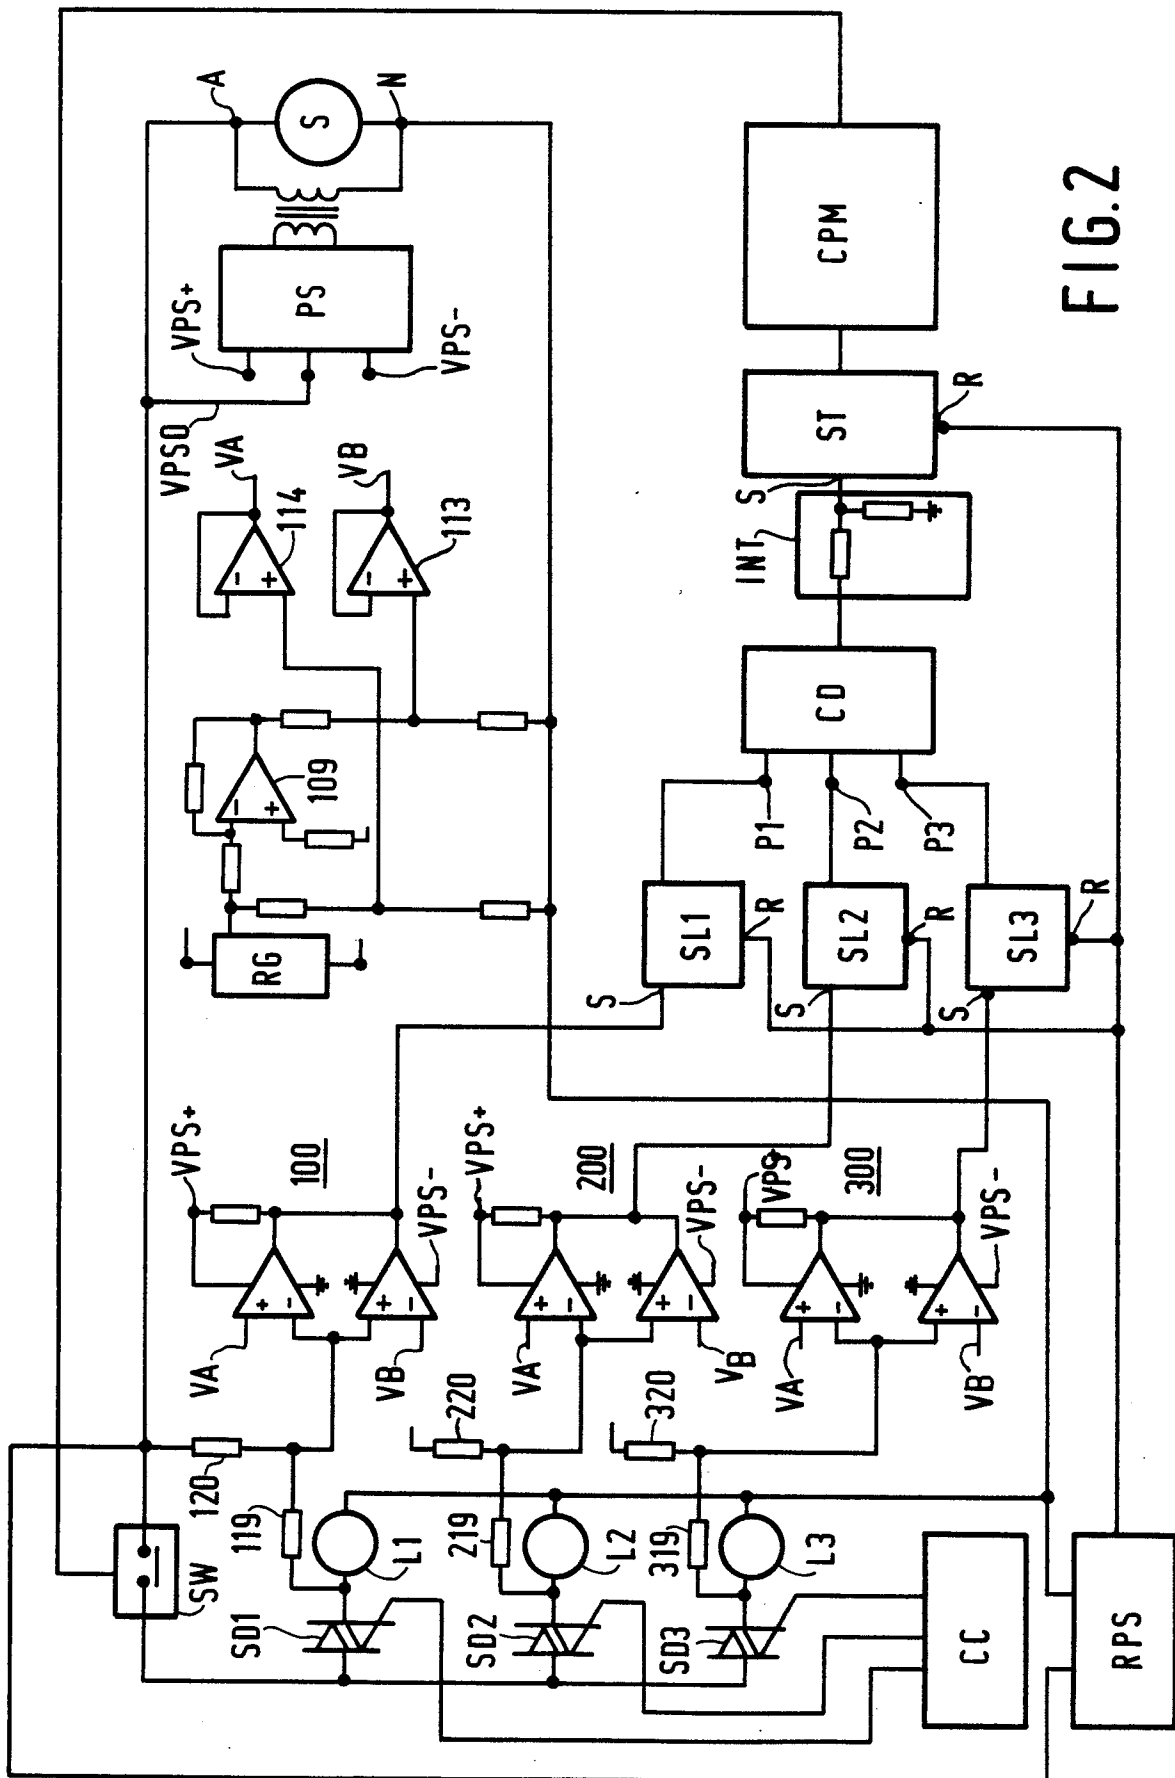 A
S
N
VPS+
PS
VPS-
VPS0
VA
114
VB
113
109
RG
CPM
ST
R
S
INT
CD
P1
P2
P3
SL1
R
S
SL2
R
S
SL3
R
S
VPS+
100
VPS-
VA
VB
VPS+
200
VPS-
VA
VB
VPS+
300
VPS-
VA
VB
120
119
220
219
320
319
SW
L1
L2
L3
SD1
SD2
SD3
CC
RPS
FIG.2